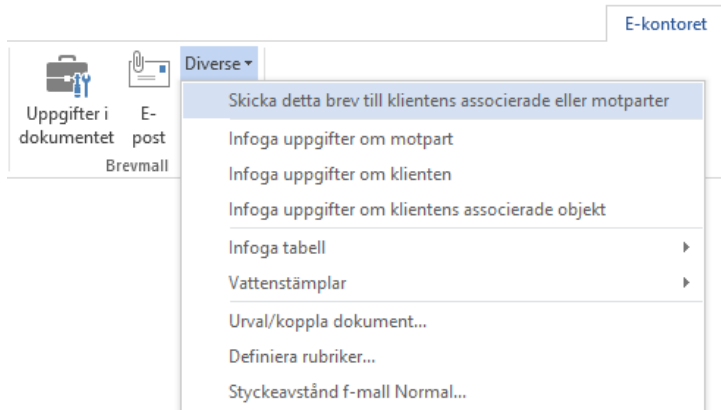 E-kontoret
Diverse
Uppgifter i
dokumentet
E-
post
Brevmall
Skicka detta brev till klientens associerade eller motparter
Infoga uppgifter om motpart
Infoga uppgifter om klienten
Infoga uppgifter om klientens associerade objekt
Infoga tabell
Vattenstämplar
Urval/koppla dokument...
Definiera rubriker...
Styckeavstånd f-mall Normal...